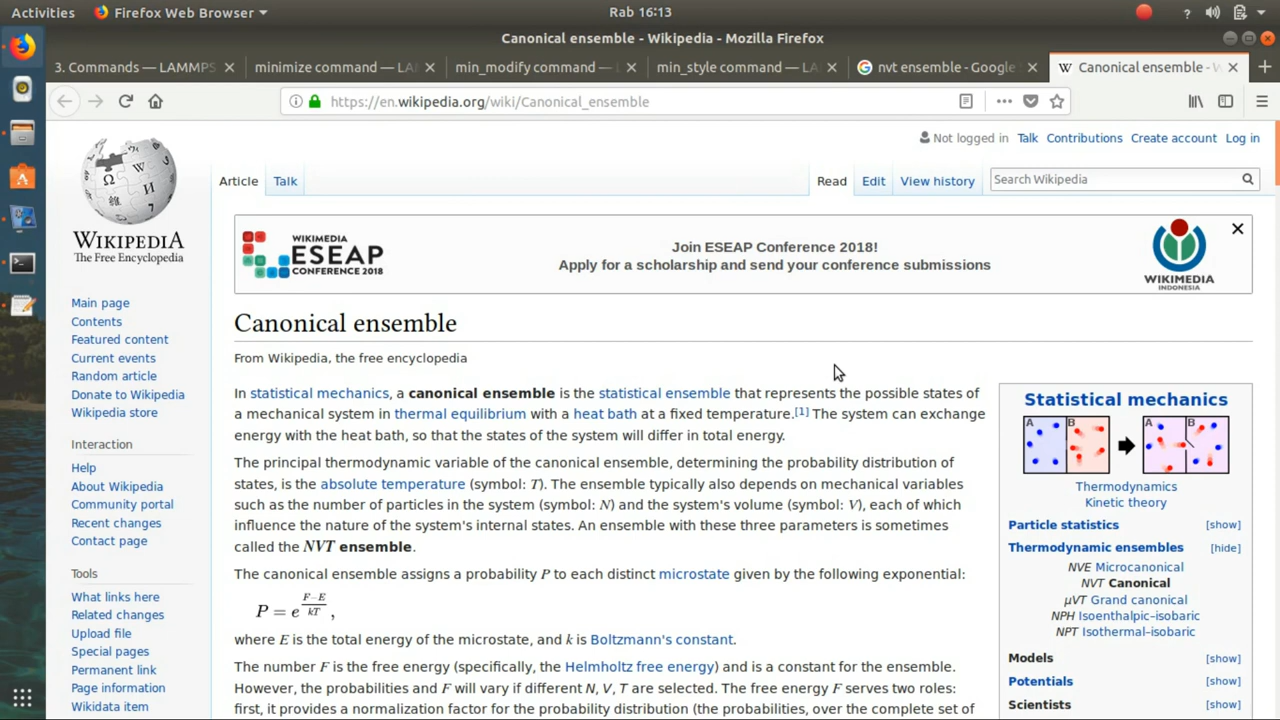 Activities
Firefox Web Browser
Rab 16:13
Canonical ensemble - Wikipedia - Mozilla Firefox
3. Commands — LAMMPS
minimize command — LA
min_modify command —
min_style command — LA
nvt ensemble - Google
Canonical ensemble -
https://en.wikipedia.org/wiki/Canonical_ensemble
Not logged in Talk Contributions Create account Log in
Article Talk
Read Edit View history
Search Wikipedia
WIKIPEDIA
The Free Encyclopedia
WIKIMEDIA
ESEAP
CONFERENCE 2018
Join ESEAP Conference 2018!
Apply for a scholarship and send your conference submissions
WIKIMEDIA
INDONESIA
Main page
Contents
Featured content
Current events
Random article
Donate to Wikipedia
Wikipedia store
Interaction
Help
About Wikipedia
Community portal
Recent changes
Contact page
Tools
What links here
Related changes
Upload file
Special pages
Permanent link
Page information
Wikidata item
Canonical ensemble
From Wikipedia, the free encyclopedia
In statistical mechanics, a canonical ensemble is the statistical ensemble that represents the possible states of
a mechanical system in thermal equilibrium with a heat bath at a fixed temperature.[1] The system can exchange
energy with the heat bath, so that the states of the system will differ in total energy.
The principal thermodynamic variable of the canonical ensemble, determining the probability distribution of
states, is the absolute temperature (symbol: T). The ensemble typically also depends on mechanical variables
such as the number of particles in the system (symbol: N) and the system's volume (symbol: V), each of which
influence the nature of the system's internal states. An ensemble with these three parameters is sometimes
called the NVT ensemble.
The canonical ensemble assigns a probability P to each distinct microstate given by the following exponential:
P = e^((F−E)/(kT)),
where E is the total energy of the microstate, and k is Boltzmann's constant.
The number F is the free energy (specifically, the Helmholtz free energy) and is a constant for the ensemble.
However, the probabilities and F will vary if different N, V, T are selected. The free energy F serves two roles:
first, it provides a normalization factor for the probability distribution (the probabilities, over the complete set of
Statistical mechanics
A B A B
Thermodynamics
Kinetic theory
Particle statistics [show]
Thermodynamic ensembles [hide]
NVE Microcanonical
NVT Canonical
µVT Grand canonical
NPH Isoenthalpic–isobaric
NPT Isothermal–isobaric
Models [show]
Potentials [show]
Scientists [show]